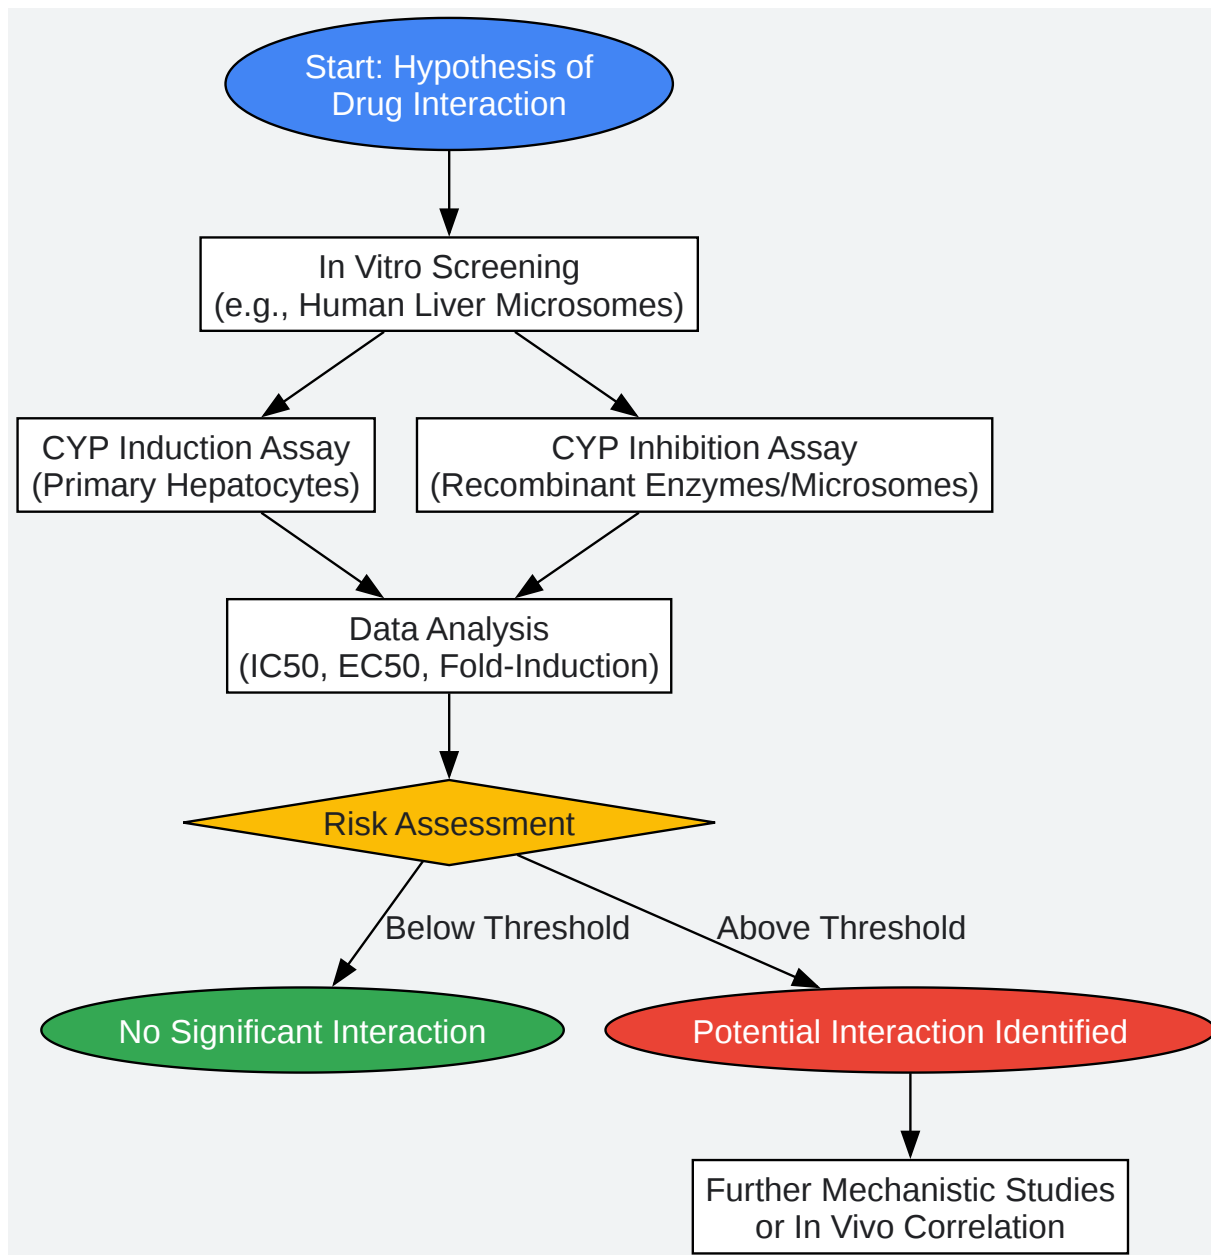 Start: Hypothesis of
Drug Interaction
In Vitro Screening
(e.g., Human Liver Microsomes)
CYP Induction Assay
(Primary Hepatocytes)
CYP Inhibition Assay
(Recombinant Enzymes/Microsomes)
Data Analysis
(IC50, EC50, Fold-Induction)
Risk Assessment
Below Threshold
Above Threshold
No Significant Interaction
Potential Interaction Identified
Further Mechanistic Studies
or In Vivo Correlation